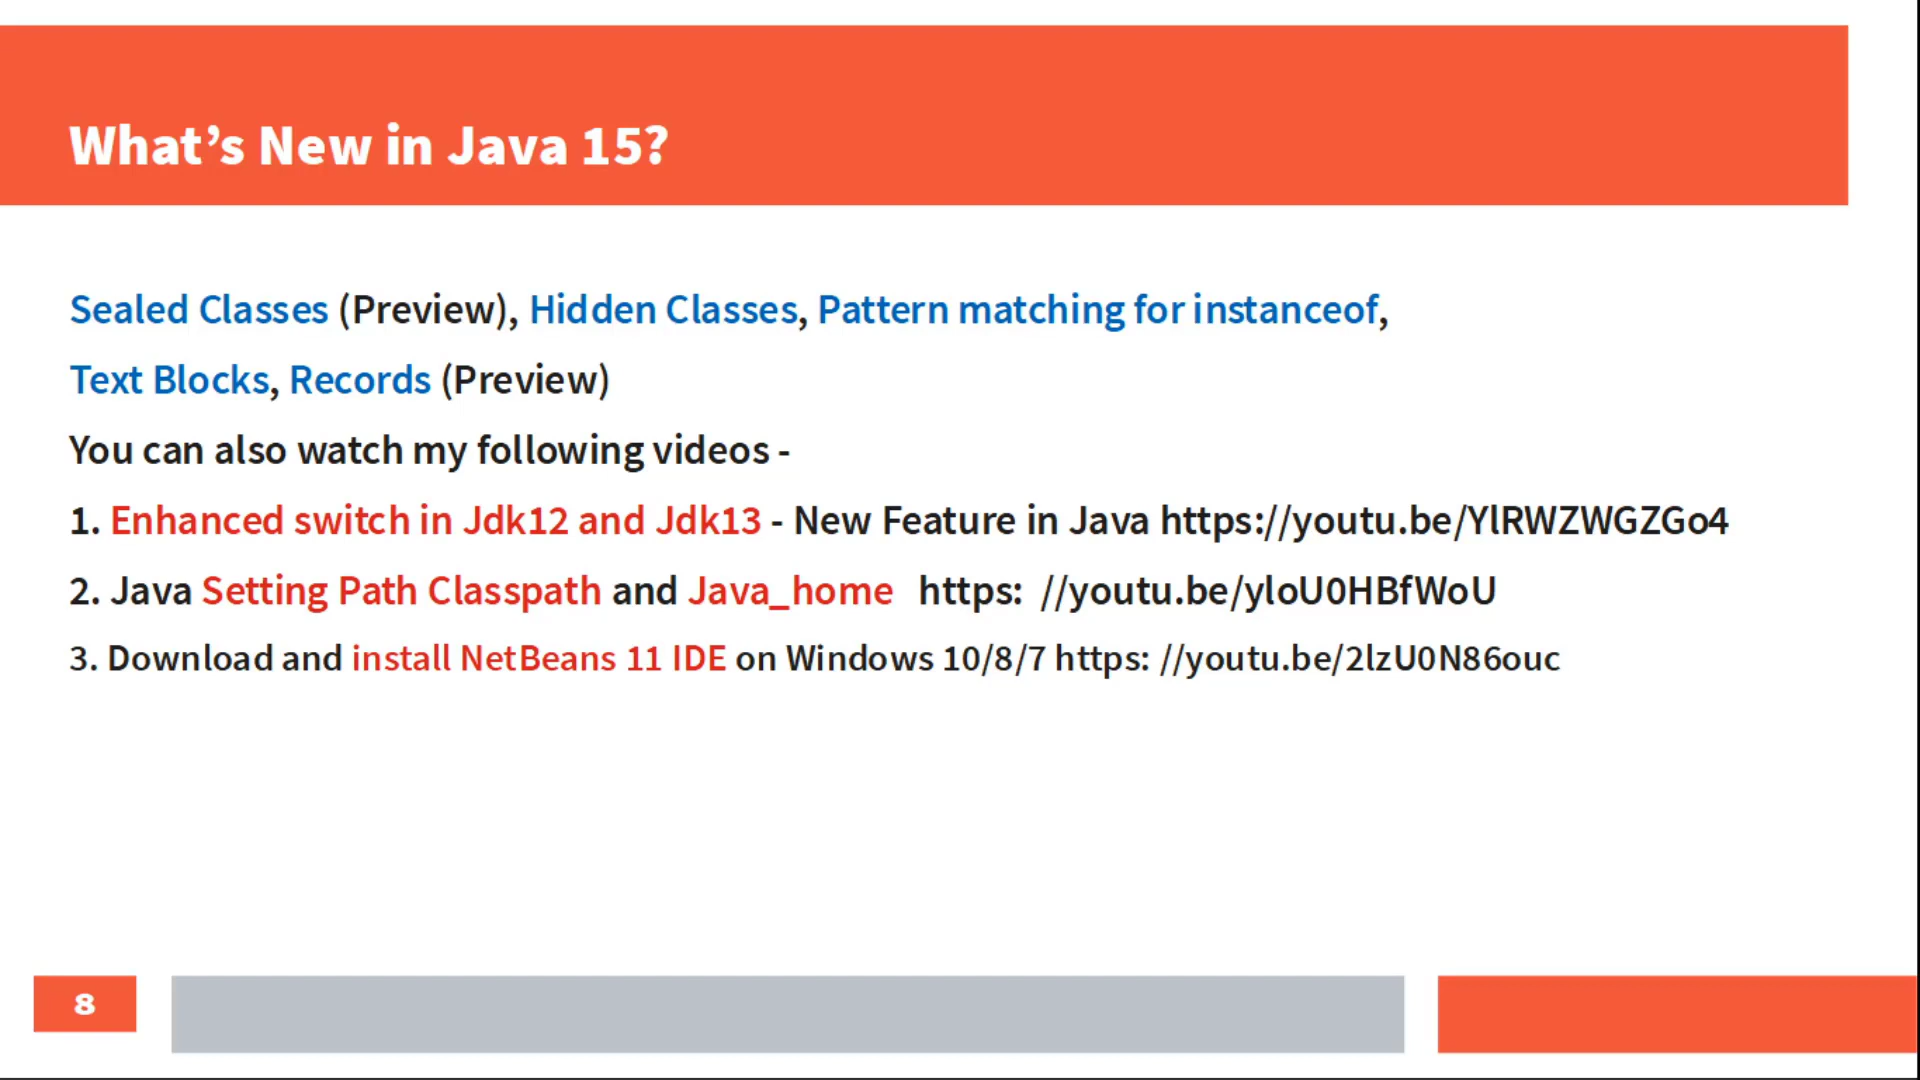 What’s New in Java 15?
Sealed Classes (Preview), Hidden Classes, Pattern matching for instanceof,
Text Blocks, Records (Preview)
You can also watch my following videos -
1. Enhanced switch in Jdk12 and Jdk13 - New Feature in Java https://youtu.be/YlRWZWGZGo4
2. Java Setting Path Classpath and Java_home https: //youtu.be/yloU0HBfWoU
3. Download and install NetBeans 11 IDE on Windows 10/8/7 https: //youtu.be/2lzU0N86ouc
8